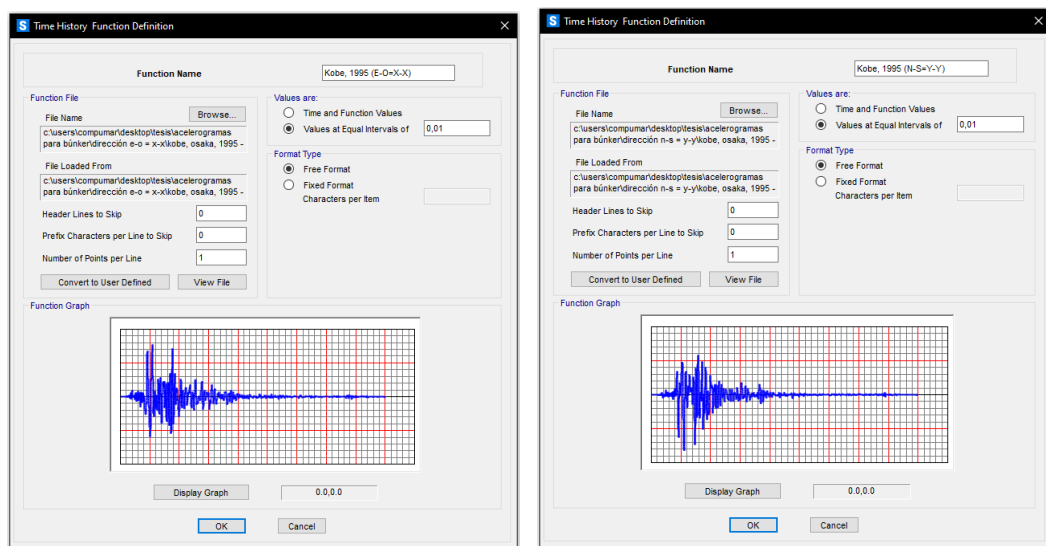 S Time History Function Definition
Function Name
Kobe, 1995 (E-O=X-X)
Function File
File Name
Browse...
c:\users\compumar\desktop\tesis\acelerogramas
para búnker\dirección e-o = x-x\kobe, osaka, 1995 -
File Loaded From
c:\users\compumar\desktop\tesis\acelerogramas
para búnker\dirección e-o = x-x\kobe, osaka, 1995 -
Header Lines to Skip
0
Prefix Characters per Line to Skip
0
Number of Points per Line
1
Convert to User Defined
View File
Values are:
Time and Function Values
Values at Equal Intervals of
0,01
Format Type
Free Format
Fixed Format
Characters per Item
Function Graph
Display Graph
0.0,0.0
OK
Cancel
S Time History Function Definition
Function Name
Kobe, 1995 (N-S=Y-Y)
Function File
File Name
Browse...
c:\users\compumar\desktop\tesis\acelerogramas
para búnker\dirección n-s = y-y\kobe, osaka, 1995 -
File Loaded From
c:\users\compumar\desktop\tesis\acelerogramas
para búnker\dirección n-s = y-y\kobe, osaka, 1995 -
Header Lines to Skip
0
Prefix Characters per Line to Skip
0
Number of Points per Line
1
Convert to User Defined
View File
Values are:
Time and Function Values
Values at Equal Intervals of
0,01
Format Type
Free Format
Fixed Format
Characters per Item
Function Graph
Display Graph
0.0,0.0
OK
Cancel